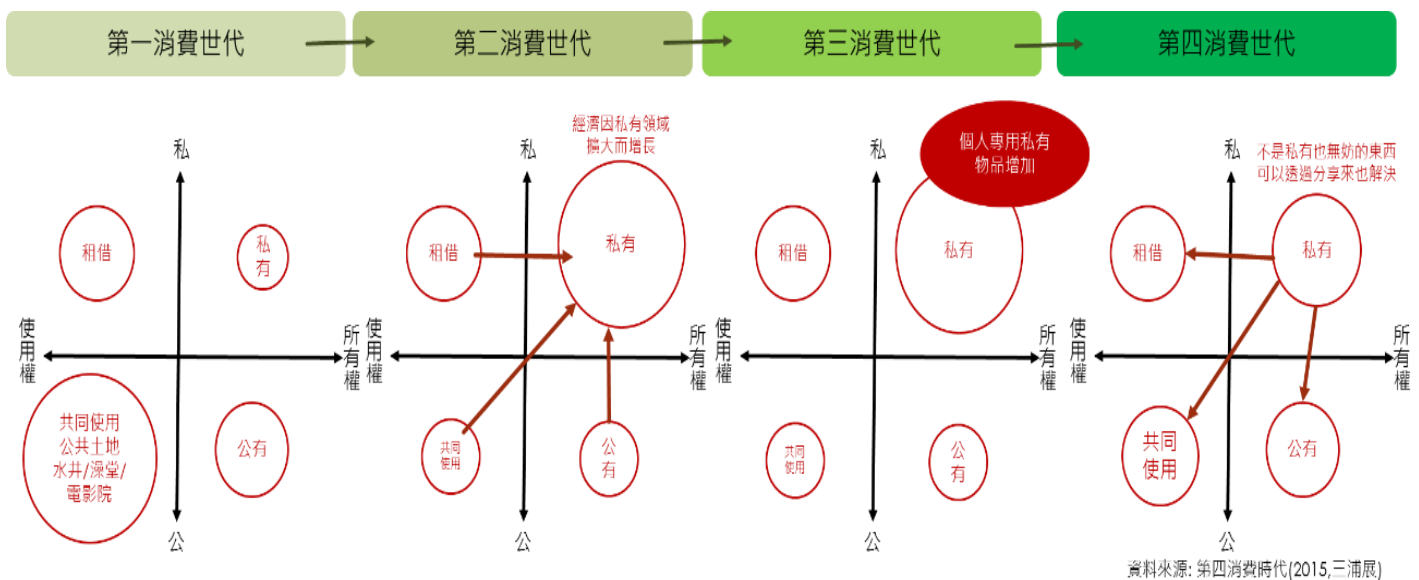 第一消費世代
第二消費世代
第三消費世代
第四消費世代
私
租借
私
有
使
用
權
所
有
權
共同使用
公共土地
水井/澡堂/
電影院
公有
公
經濟因私有領域
擴大而增長
私
租借
私有
使
用
權
所
有
權
共同
使用
公
有
公
個人專用私有
物品增加
私
租借
私有
使
用
權
所
有
權
共同
使用
公
有
公
不是私有也無妨的東西
可以透過分享來也解決
私
租借
私有
使
用
權
所
有
權
共同
使用
公有
公
資料來源: 第四消費時代(2015,三浦展)